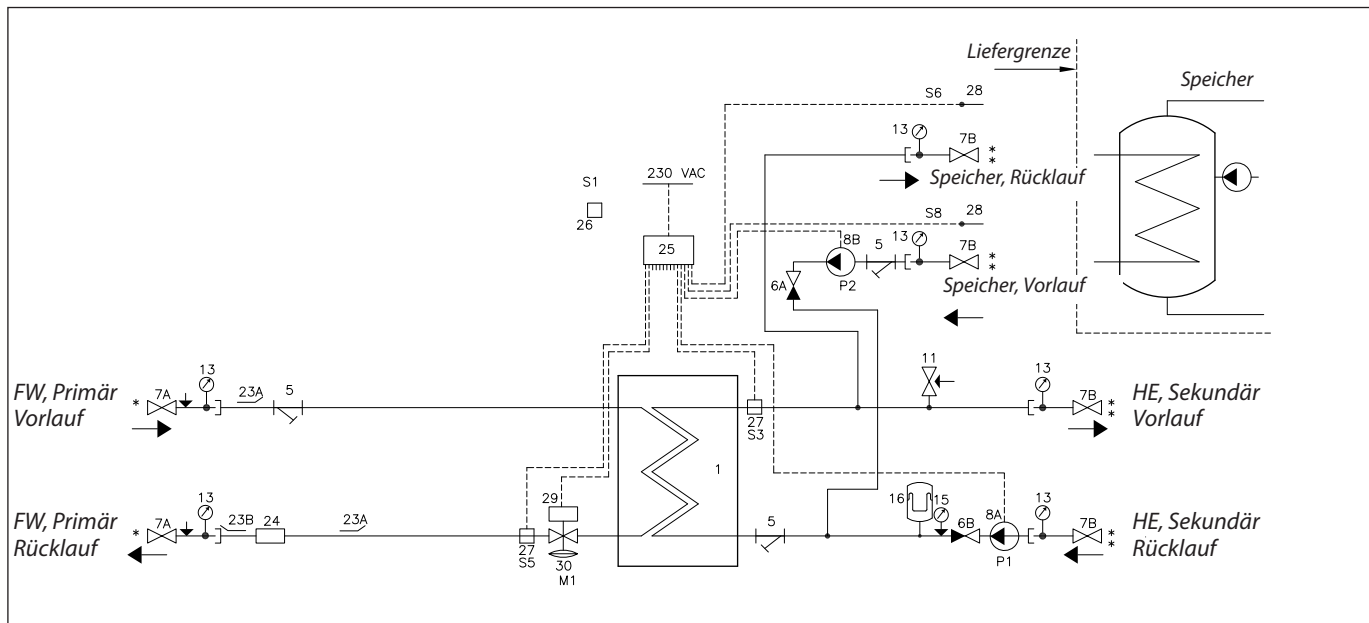 Liefergrenze
Speicher
S6
28
13
7B
*
*
Speicher, Rücklauf
S1
230 VAC
26
25
S8
28
8B
5
13
7B
*
*
6A
P2
Speicher, Vorlauf
11
FW, Primär
Vorlauf
*
7A
13
23A
5
27
S3
13
7B
*
*
HE, Sekundär
Vorlauf
1
FW, Primär
Rücklauf
*
7A
13
23B
24
23A
27
S5
29
30
M1
5
16
15
6B
8A
P1
13
7B
*
*
HE, Sekundär
Rücklauf